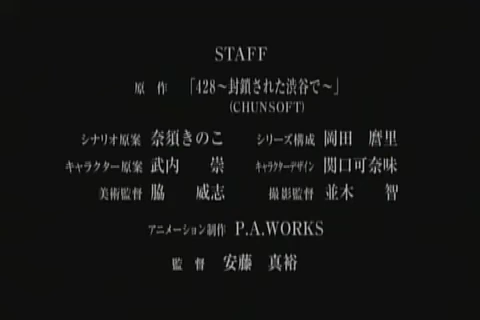 STAFF
原　作　「428～封鎖された渋谷で～」
(CHUNSOFT)
シナリオ原案　奈須きのこ　シリーズ構成　岡田　麿里
キャラクター原案　武内　崇　キャラクターデザイン　関口可奈味
美術監督　脇　威志　撮影監督　並木　智
アニメーション制作　P.A.WORKS
監　督　安藤　真裕